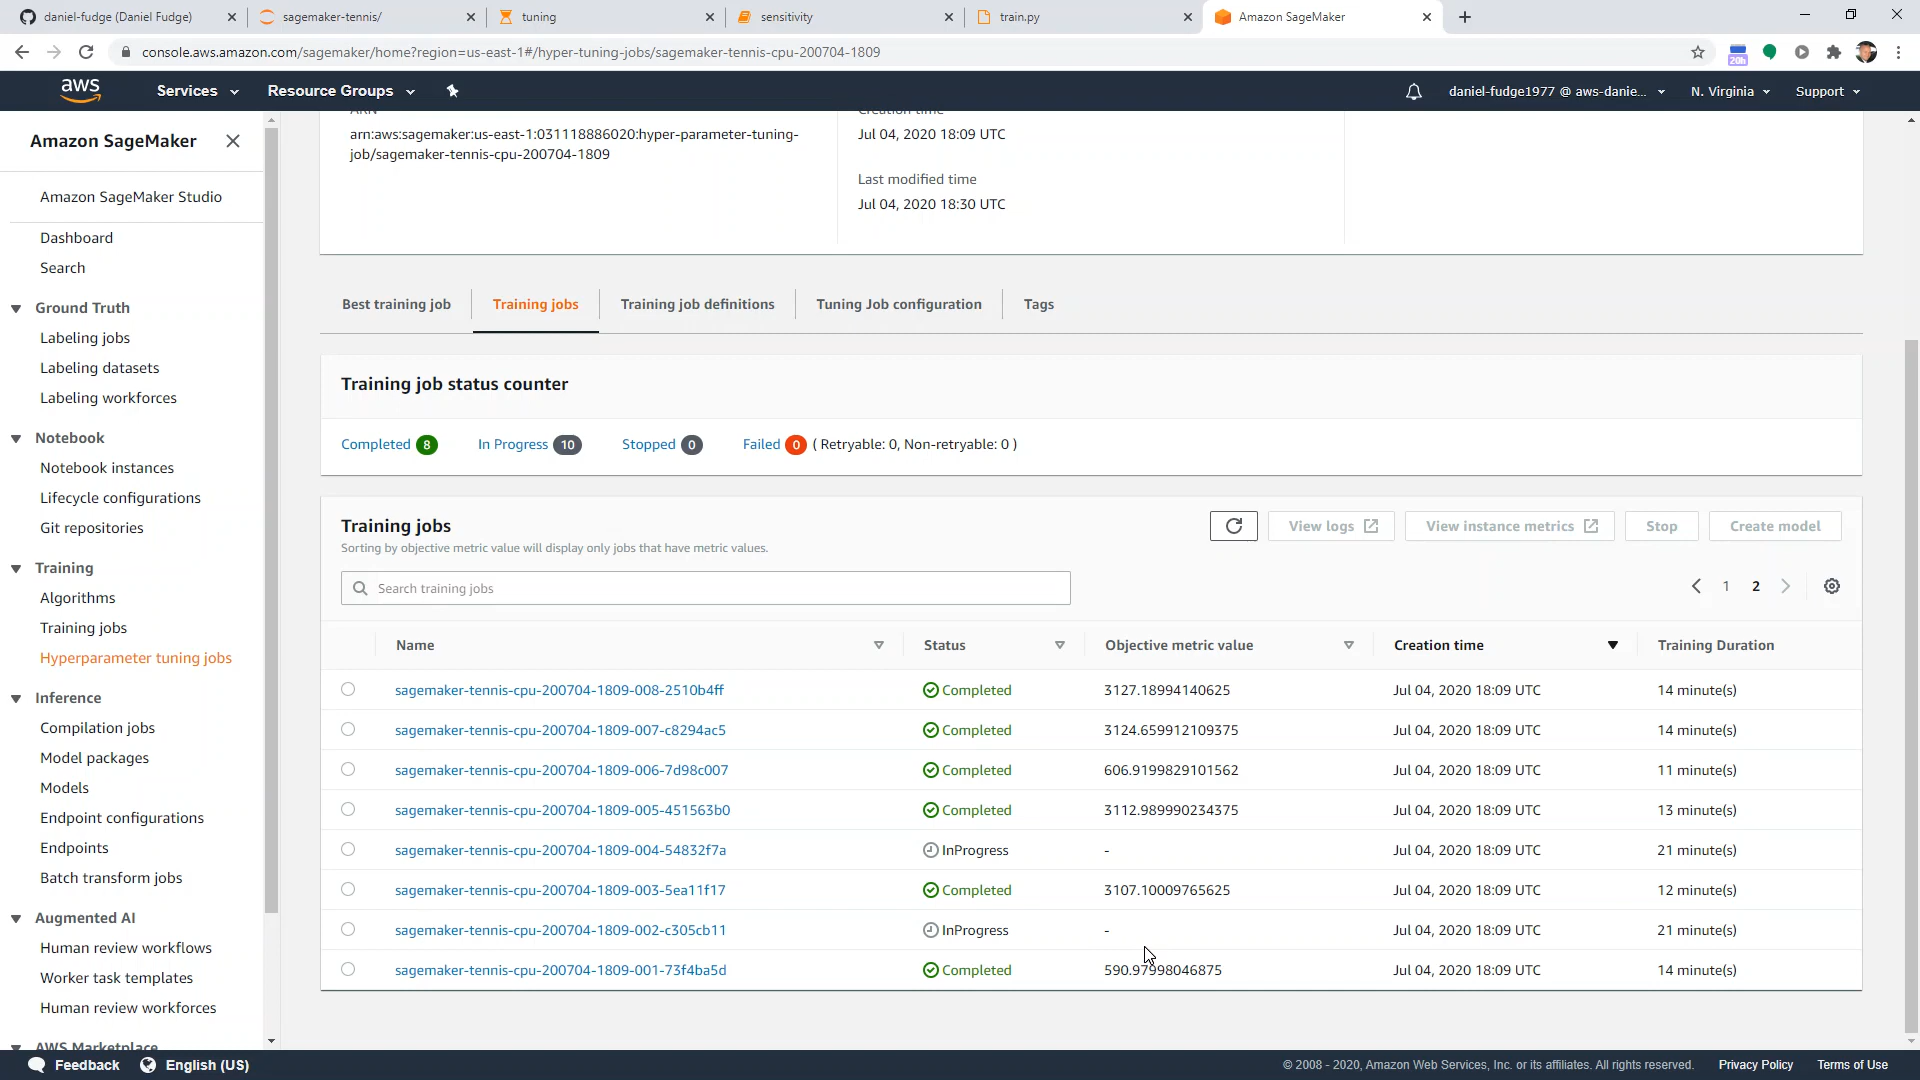 daniel-fudge (Daniel Fudge)
sagemaker-tennis/
tuning
sensitivity
train.py
Amazon SageMaker
console.aws.amazon.com/sagemaker/home?region=us-east-1#/hyper-tuning-jobs/sagemaker-tennis-cpu-200704-1809
20h
aws
Services
Resource Groups
daniel-fudge1977 @ aws-danie...
N. Virginia
Support
Amazon SageMaker
Amazon SageMaker Studio
Dashboard
Search
Ground Truth
Labeling jobs
Labeling datasets
Labeling workforces
Notebook
Notebook instances
Lifecycle configurations
Git repositories
Training
Algorithms
Training jobs
Hyperparameter tuning jobs
Inference
Compilation jobs
Model packages
Models
Endpoint configurations
Endpoints
Batch transform jobs
Augmented AI
Human review workflows
Worker task templates
Human review workforces
AWS Marketplace
ARN
arn:aws:sagemaker:us-east-1:031118886020:hyper-parameter-tuning-
job/sagemaker-tennis-cpu-200704-1809
Creation time
Jul 04, 2020 18:09 UTC
Last modified time
Jul 04, 2020 18:30 UTC
Best training job
Training jobs
Training job definitions
Tuning Job configuration
Tags
Training job status counter
Completed 8
In Progress 10
Stopped 0
Failed 0 ( Retryable: 0, Non-retryable: 0 )
Training jobs
Sorting by objective metric value will display only jobs that have metric values.
View logs
View instance metrics
Stop
Create model
Search training jobs
1 2
Name Status Objective metric value Creation time Training Duration
sagemaker-tennis-cpu-200704-1809-008-2510b4ff Completed 3127.18994140625 Jul 04, 2020 18:09 UTC 14 minute(s)
sagemaker-tennis-cpu-200704-1809-007-c8294ac5 Completed 3124.659912109375 Jul 04, 2020 18:09 UTC 14 minute(s)
sagemaker-tennis-cpu-200704-1809-006-7d98c007 Completed 606.9199829101562 Jul 04, 2020 18:09 UTC 11 minute(s)
sagemaker-tennis-cpu-200704-1809-005-451563b0 Completed 3112.989990234375 Jul 04, 2020 18:09 UTC 13 minute(s)
sagemaker-tennis-cpu-200704-1809-004-54832f7a InProgress - Jul 04, 2020 18:09 UTC 21 minute(s)
sagemaker-tennis-cpu-200704-1809-003-5ea11f17 Completed 3107.10009765625 Jul 04, 2020 18:09 UTC 12 minute(s)
sagemaker-tennis-cpu-200704-1809-002-c305cb11 InProgress - Jul 04, 2020 18:09 UTC 21 minute(s)
sagemaker-tennis-cpu-200704-1809-001-73f4ba5d Completed 590.97998046875 Jul 04, 2020 18:09 UTC 14 minute(s)
Feedback
English (US)
© 2008 - 2020, Amazon Web Services, Inc. or its affiliates. All rights reserved.
Privacy Policy
Terms of Use